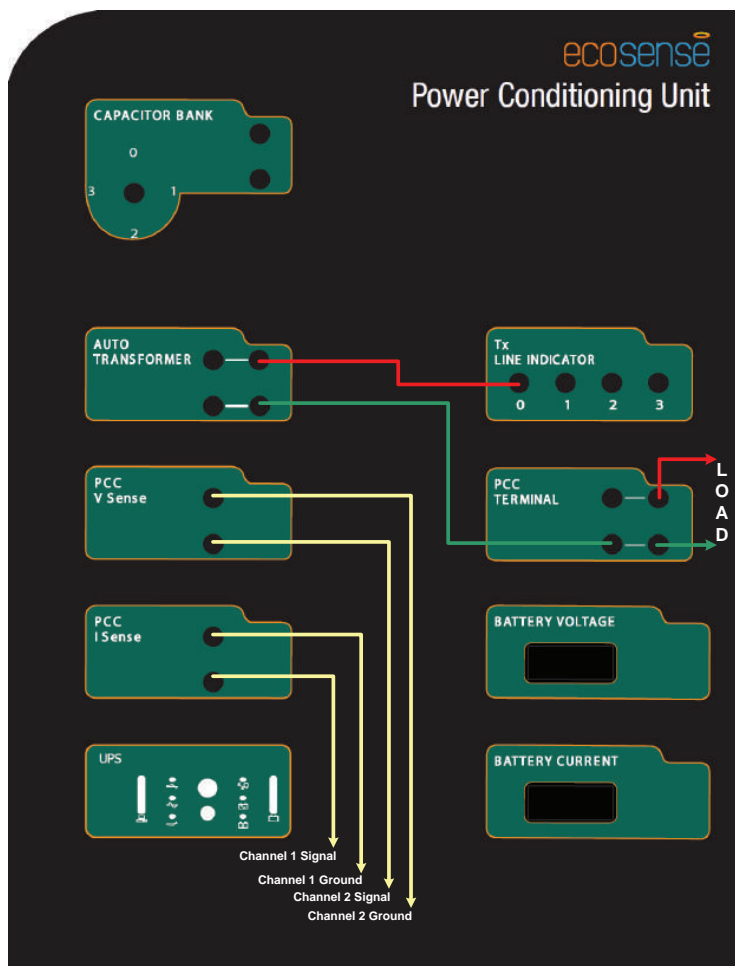 ecosense
Power Conditioning Unit
CAPACITOR BANK
0
3
1
2
AUTO
TRANSFORMER
Tx
LINE INDICATOR
0 1 2 3
PCC
V Sense
PCC
TERMINAL
L
O
A
D
PCC
I Sense
BATTERY VOLTAGE
UPS
BATTERY CURRENT
Channel 1 Signal
Channel 1 Ground
Channel 2 Signal
Channel 2 Ground